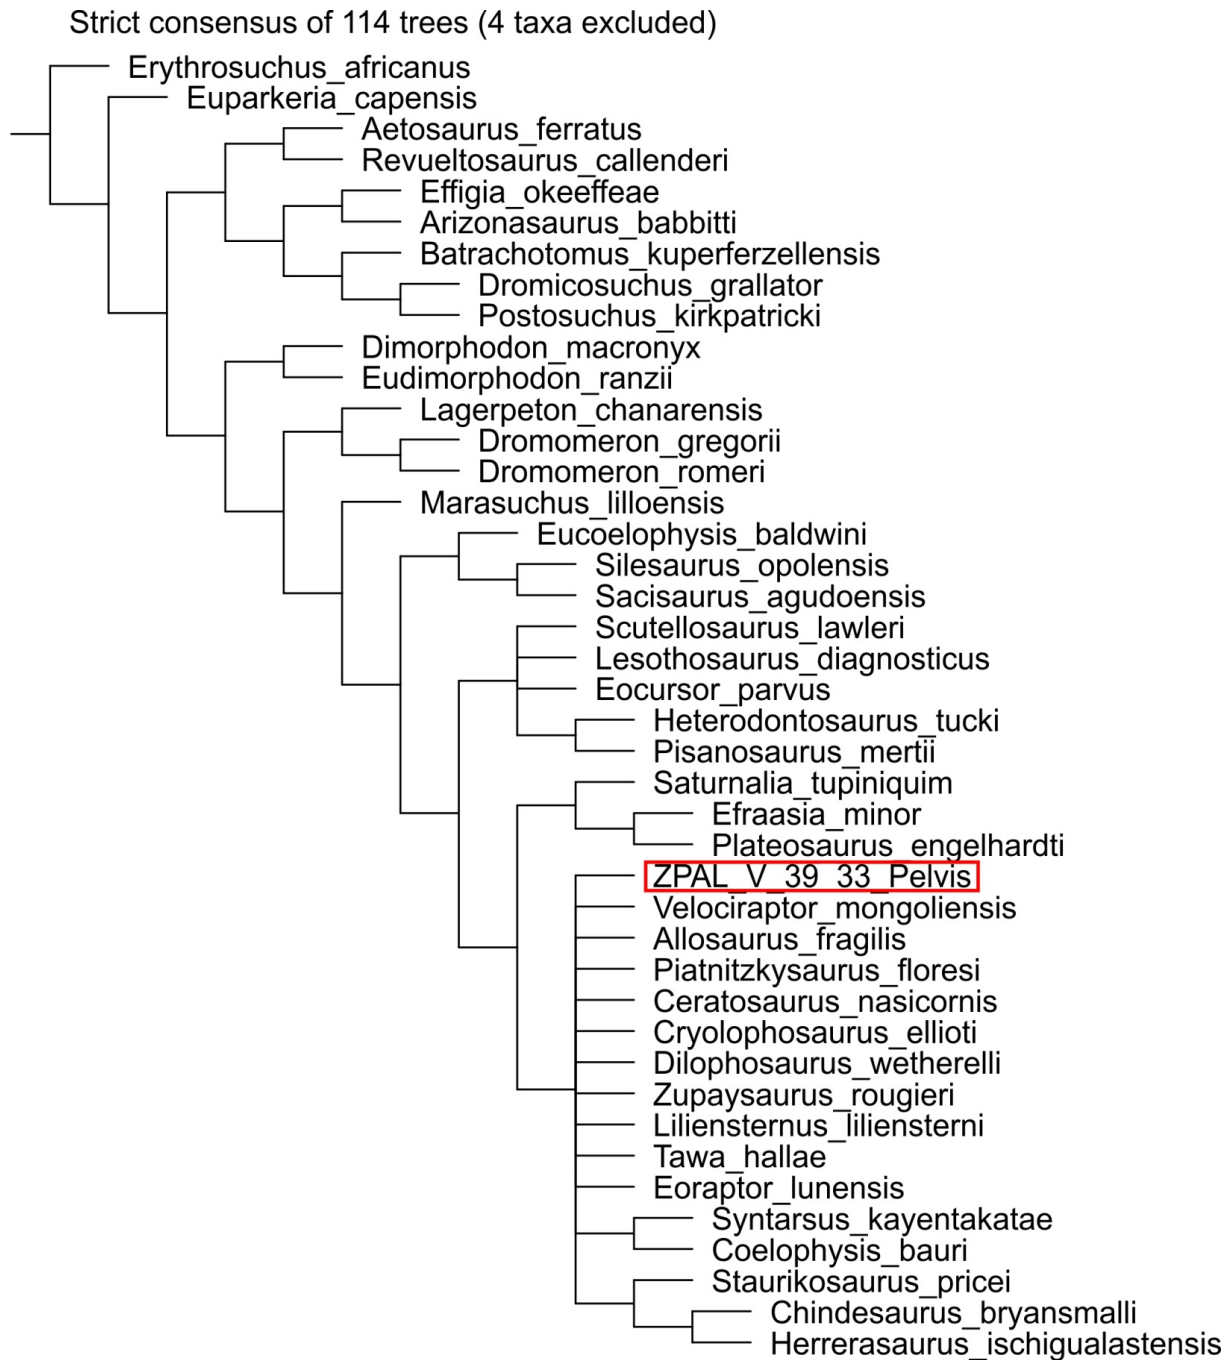 Strict consensus of 114 trees (4 taxa excluded)
Erythrosuchus_africanus
Euparkeria_capensis
Aetosaurus_ferratus
Revueltosaurus_callenderi
Effigia_okeeffeae
Arizonasaurus_babbitti
Batrachotomus_kuperferzellensis
Dromicosuchus_grallator
Postosuchus_kirkpatricki
Dimorphodon_macronyx
Eudimorphodon_ranzii
Lagerpeton_chanarensis
Dromomeron_gregorii
Dromomeron_romeri
Marasuchus_lilloensis
Eucoelophysis_baldwini
Silesaurus_opolensis
Sacisaurus_agudoensis
Scutellosaurus_lawleri
Lesothosaurus_diagnosticus
Eocursor_parvus
Heterodontosaurus_tucki
Pisanosaurus_mertii
Saturnalia_tupiniquim
Efraasia_minor
Plateosaurus_engelhardti
ZPAL_V_39_33_Pelvis
Velociraptor_mongoliensis
Allosaurus_fragilis
Piatnitzkysaurus_floresi
Ceratosaurus_nasicornis
Cryolophosaurus_ellioti
Dilophosaurus_wetherelli
Zupaysaurus_rougieri
Liliensternus_liliensterni
Tawa_hallae
Eoraptor_lunensis
Syntarsus_kayentakatae
Coelophysis_bauri
Staurikosaurus_pricei
Chindesaurus_bryansmalli
Herrerasaurus_ischigualastensis